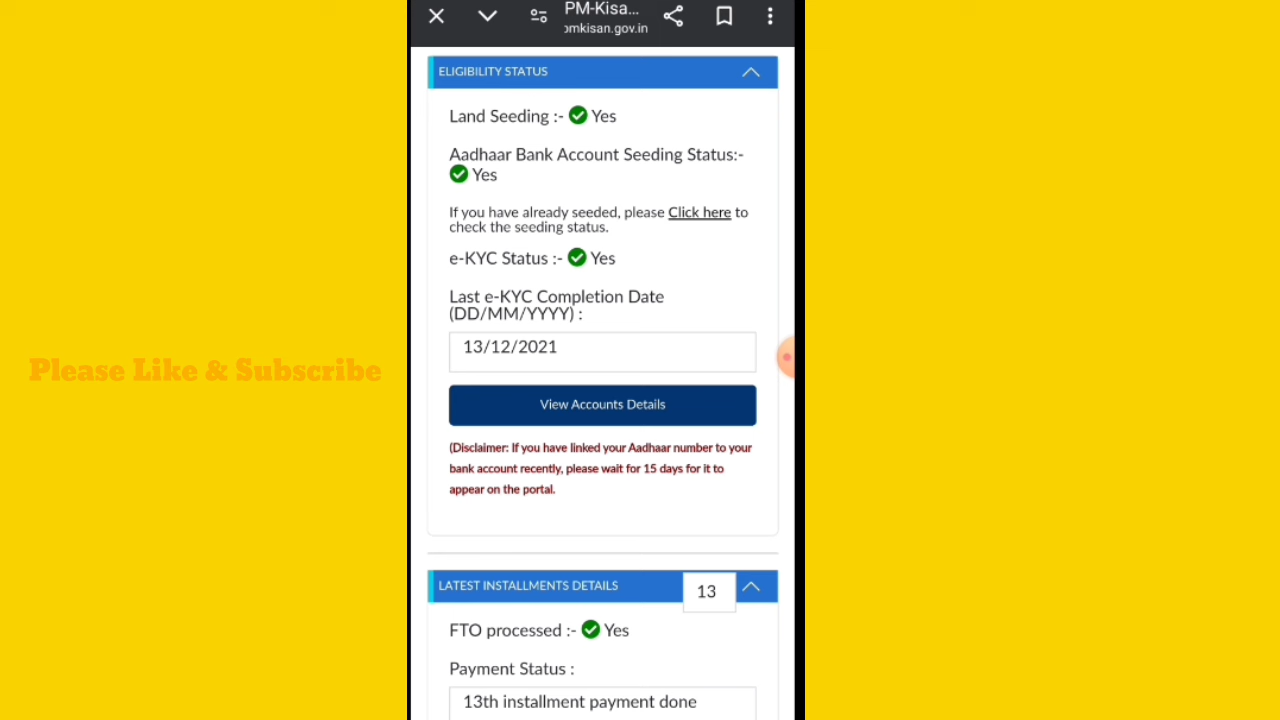 PM-Kisa...
pmkisan.gov.in
ELIGIBILITY STATUS
Land Seeding :- Yes
Aadhaar Bank Account Seeding Status:-
Yes
If you have already seeded, please Click here to
check the seeding status.
e-KYC Status :- Yes
Last e-KYC Completion Date
(DD/MM/YYYY) :
13/12/2021
Please Like & Subscribe
View Accounts Details
(Disclaimer: If you have linked your Aadhaar number to your
bank account recently, please wait for 15 days for it to
appear on the portal.
LATEST INSTALLMENTS DETAILS 13
FTO processed :- Yes
Payment Status :
13th installment payment done